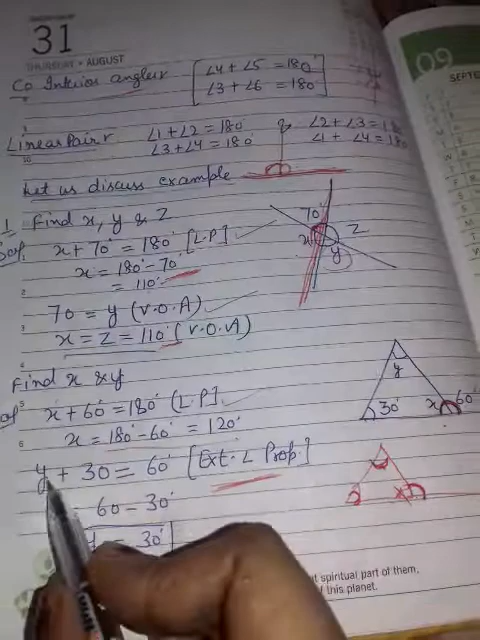 31
THURSDAY • AUGUST
Co Interior angles
∠4 + ∠5 = 180°
∠3 + ∠6 = 180°
Linear Pair
∠1 + ∠2 = 180°
∠3 + ∠4 = 180°
∠2 + ∠3 = 180°
∠1 + ∠4 = 180°
Let us discuss example
1 Find x, y & z
x + 70° = 180° [L.P]
x = 180° - 70°
= 110°
70 = y (V.O.A)
x = z = 110° (V.O.A)
70°
x
z
y
Find x & y
x + 60° = 180° (L.P]
x = 180° - 60° = 120°
y + 30 = 60° [Ext. ∠ Prop.]
60 - 30°
= 30°
y
30°
x
60°
09
SEPTE
spiritual part of them,
this planet.